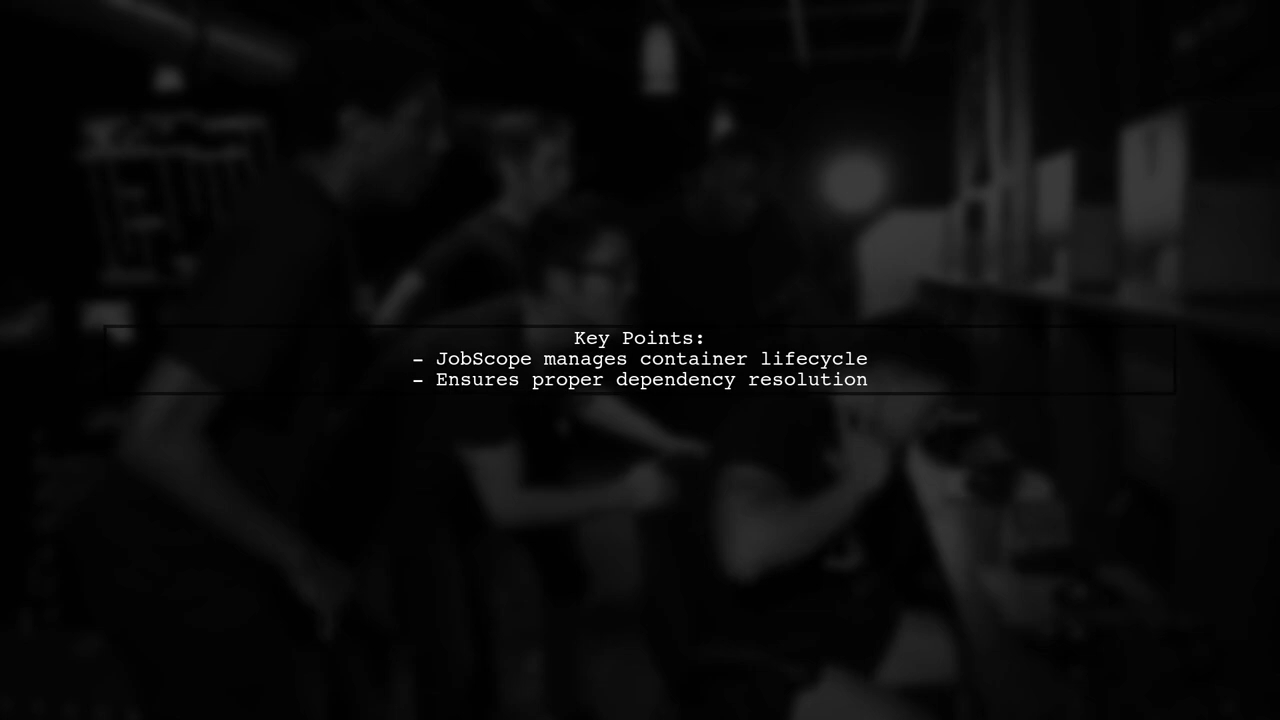 Key Points:
- JobScope manages container lifecycle
- Ensures proper dependency resolution